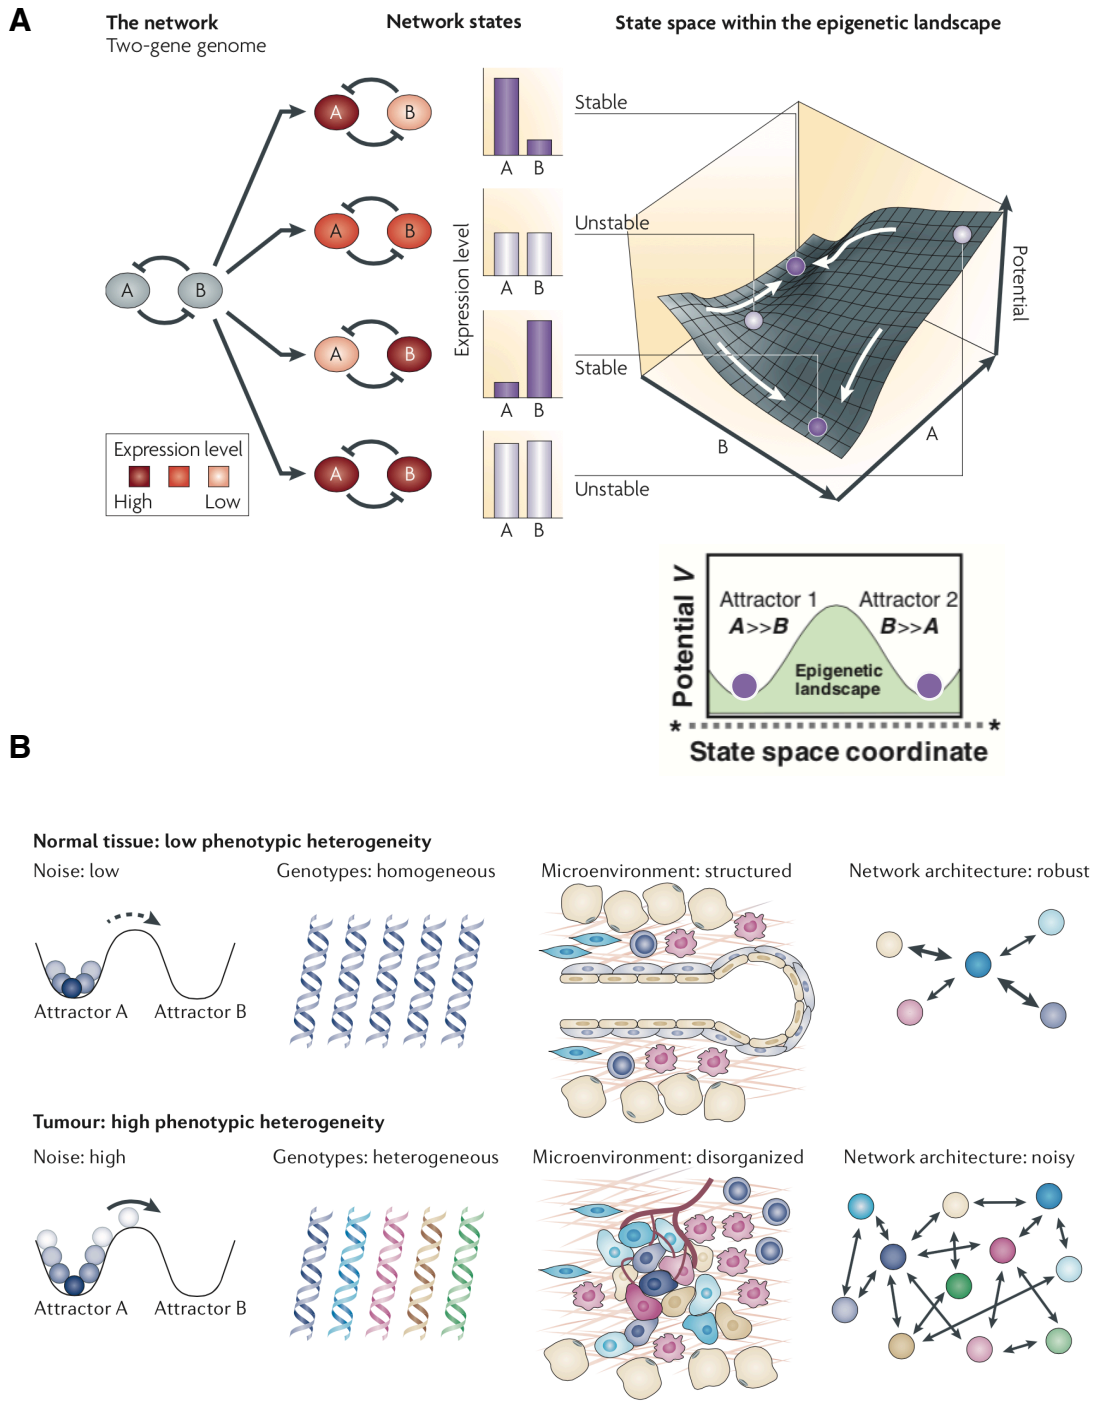 A
The network
Two-gene genome
Network states
State space within the epigenetic landscape
A B
A B
A B
A B
A B
Expression level
High Low
Expression level
A B
A B
A B
A B
Stable
Unstable
Stable
Unstable
Potential
B
A
Potential V
Attractor 1
A>>B
Attractor 2
B>>A
Epigenetic
landscape
* *
State space coordinate
B
Normal tissue: low phenotypic heterogeneity
Noise: low
Genotypes: homogeneous
Microenvironment: structured
Network architecture: robust
Attractor A Attractor B
Tumour: high phenotypic heterogeneity
Noise: high
Genotypes: heterogeneous
Microenvironment: disorganized
Network architecture: noisy
Attractor A Attractor B